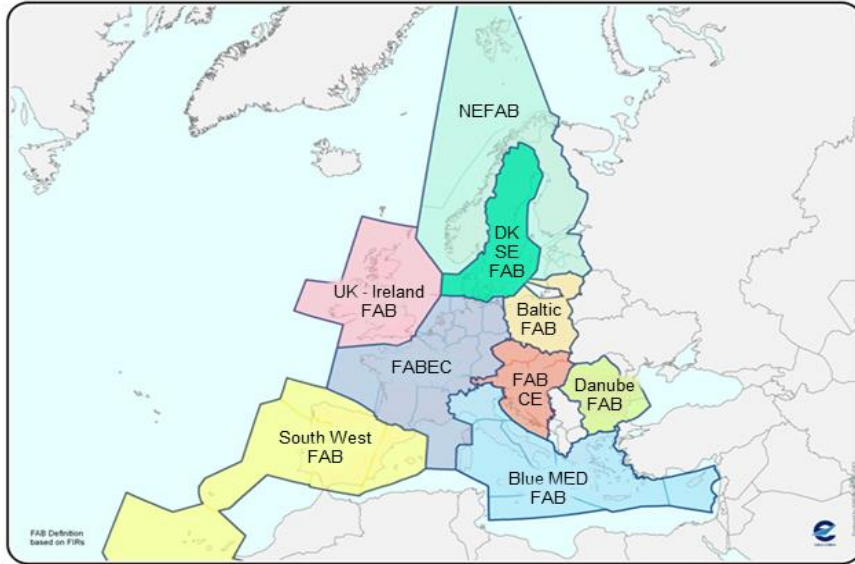 NEFAB
DK
SE
FAB
UK - Ireland
FAB
Baltic
FAB
FABEC
FAB
CE
Danube
FAB
South West
FAB
Blue MED
FAB
FAB Definition
based on FIRs